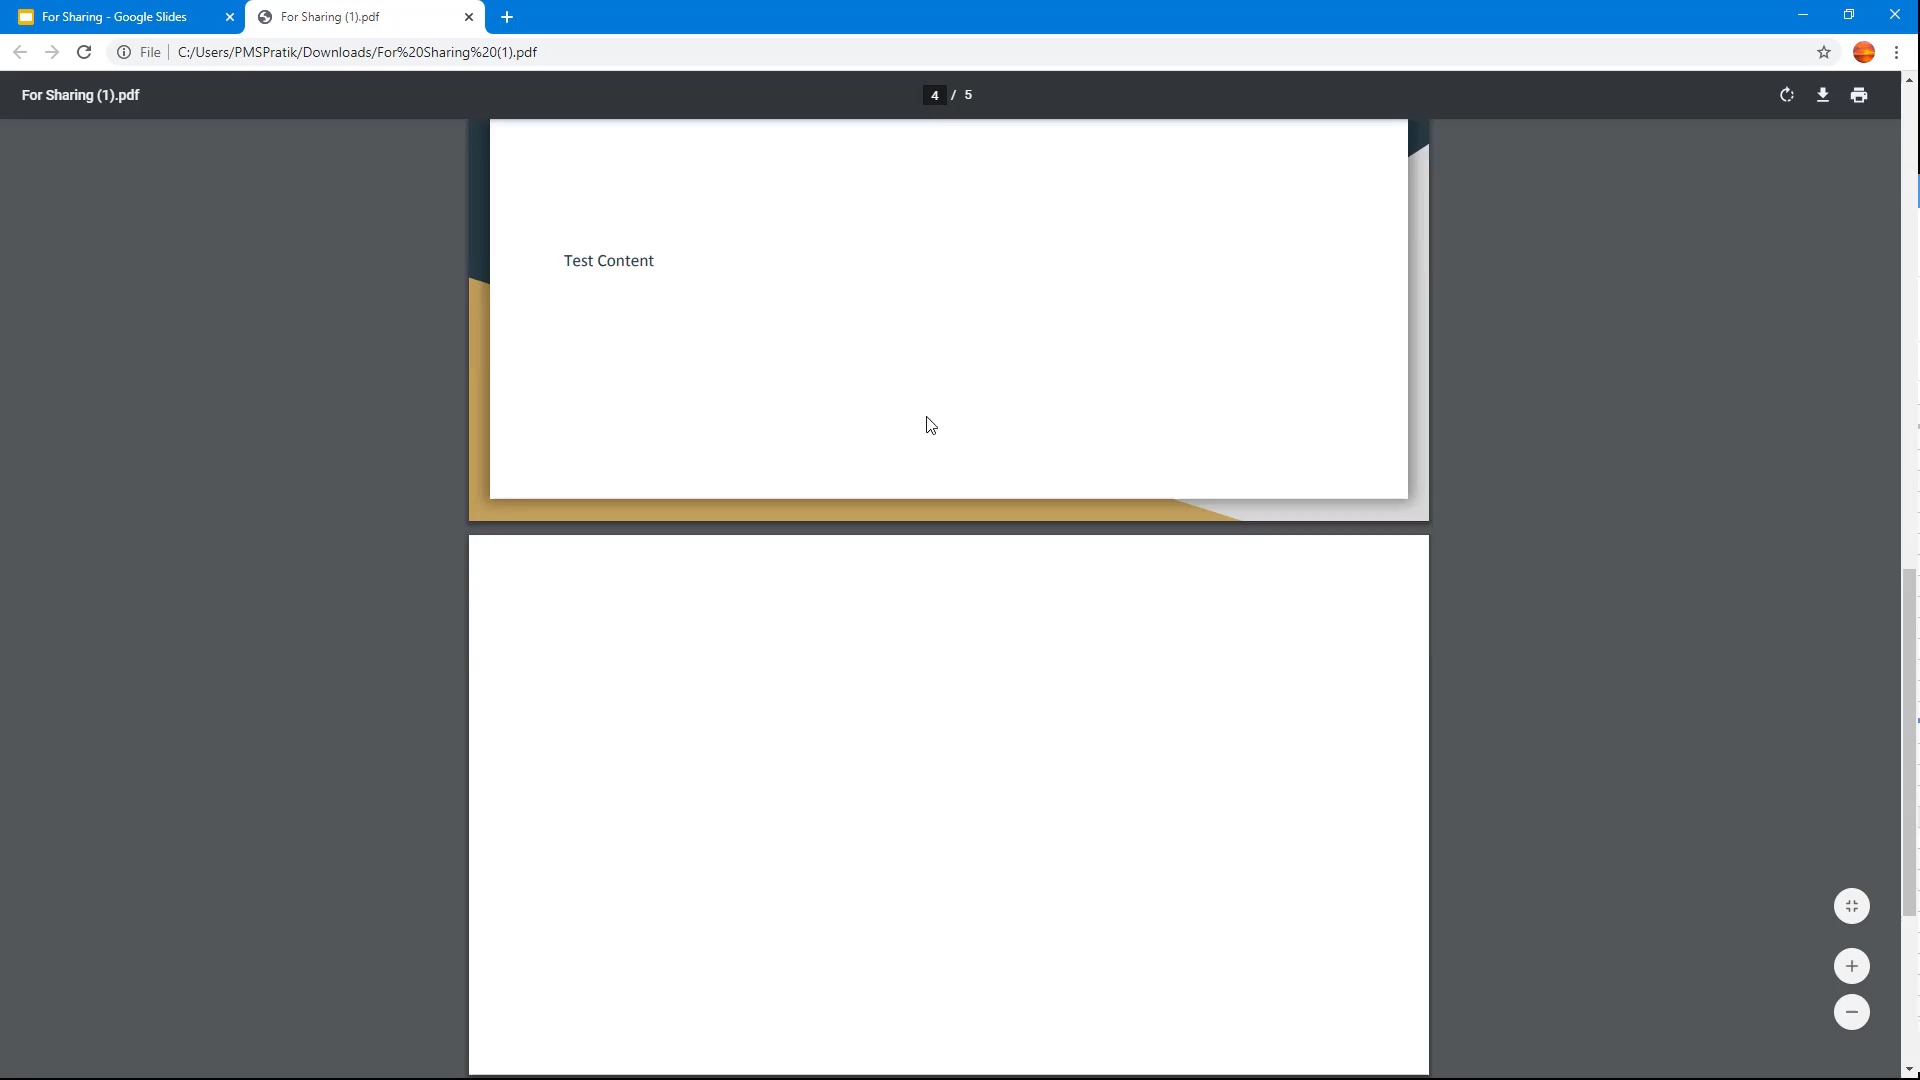 For Sharing - Google Slides
For Sharing (1).pdf
File
C:/Users/PMSPratik/Downloads/For%20Sharing%20(1).pdf
For Sharing (1).pdf
4 / 5
Test Content